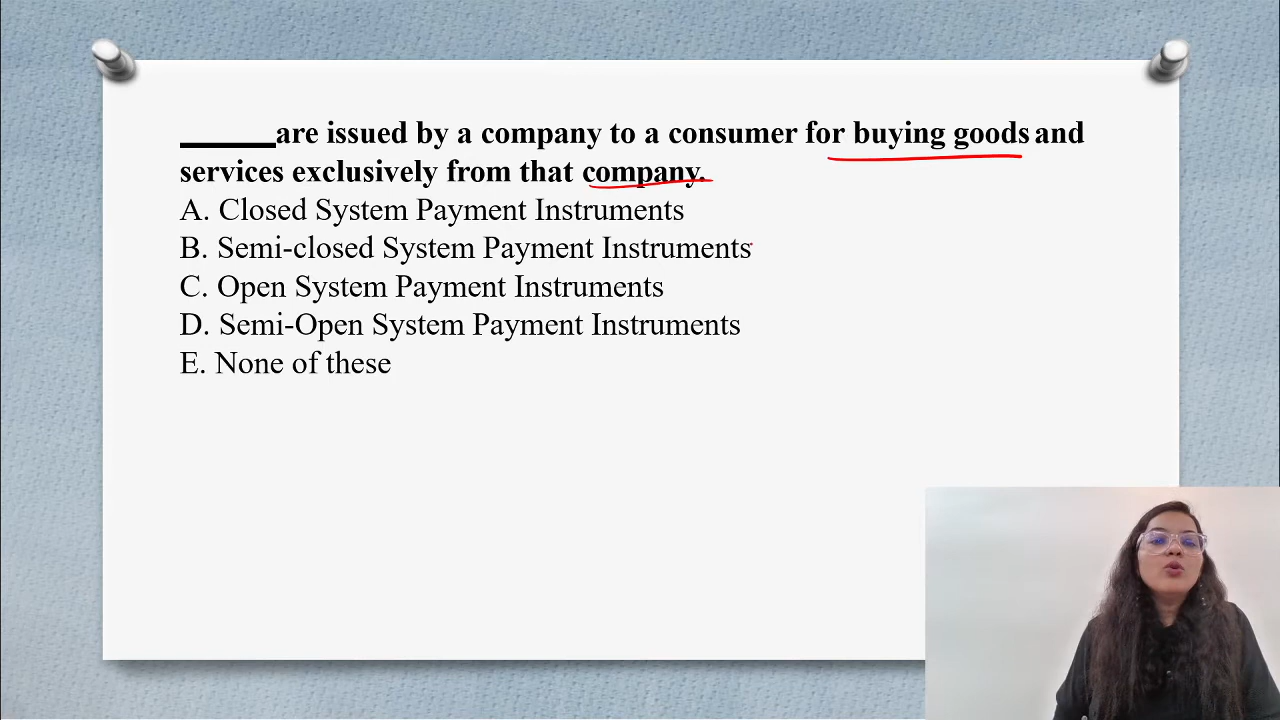 ______are issued by a company to a consumer for buying goods and
services exclusively from that company.
A. Closed System Payment Instruments
B. Semi-closed System Payment Instruments
C. Open System Payment Instruments
D. Semi-Open System Payment Instruments
E. None of these